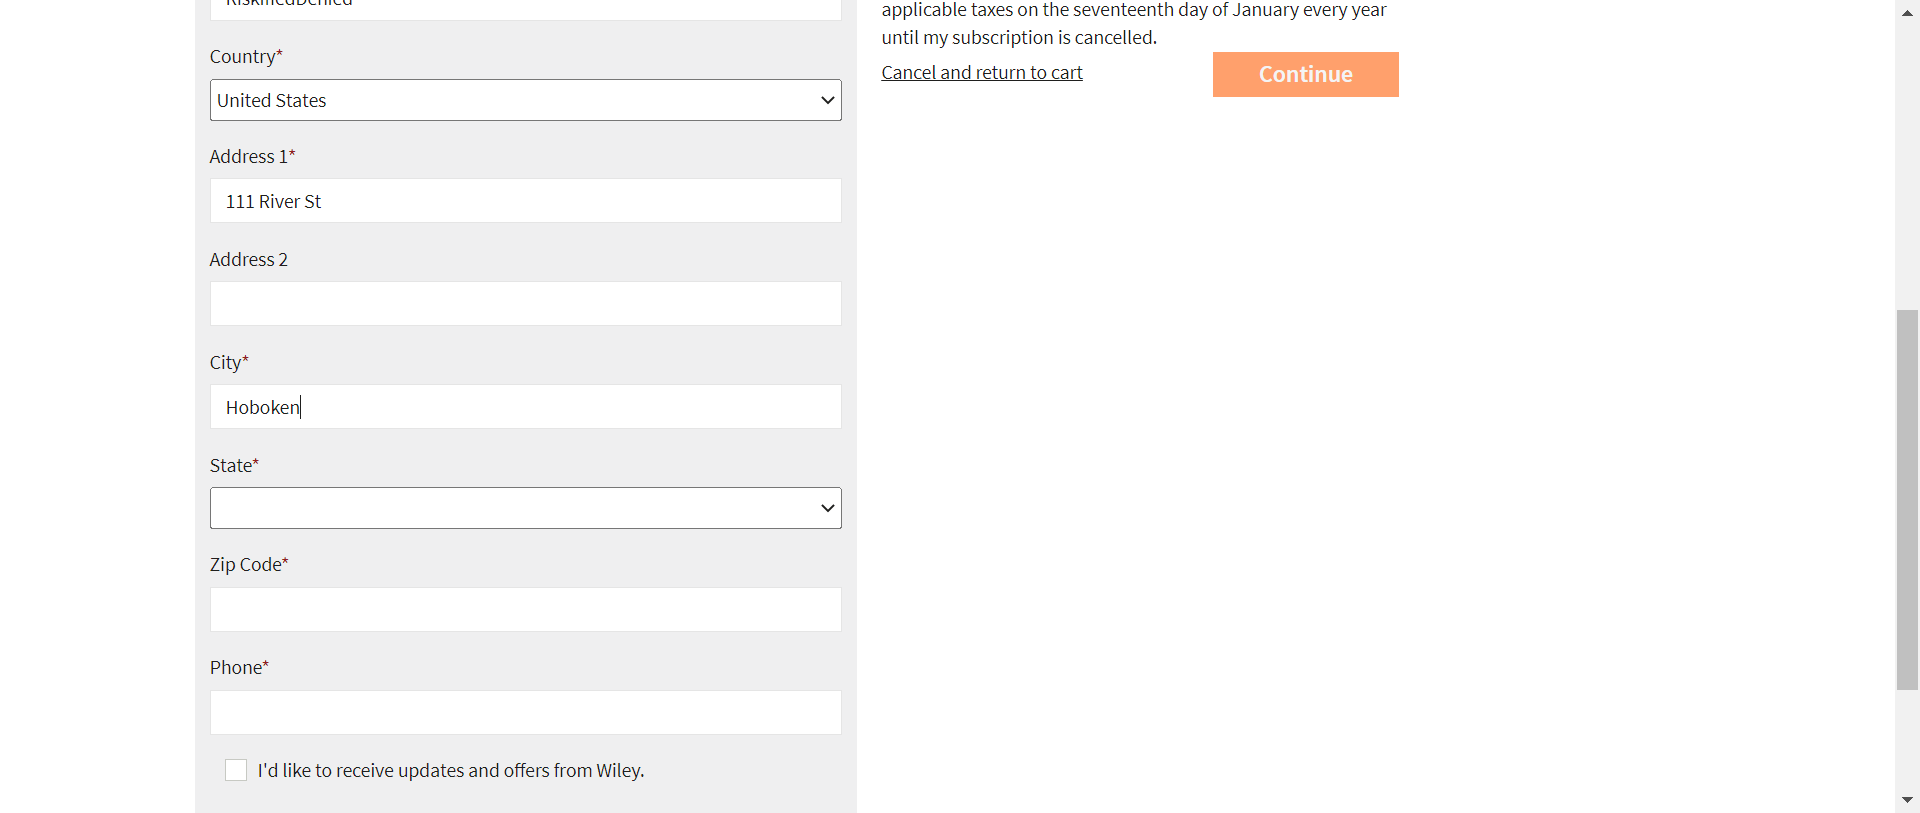 RiskifiedDenied
Country*
United States
Address 1*
111 River St
Address 2
City*
Hoboken
State*
Zip Code*
Phone*
I'd like to receive updates and offers from Wiley.
applicable taxes on the seventeenth day of January every year
until my subscription is cancelled.
Cancel and return to cart
Continue